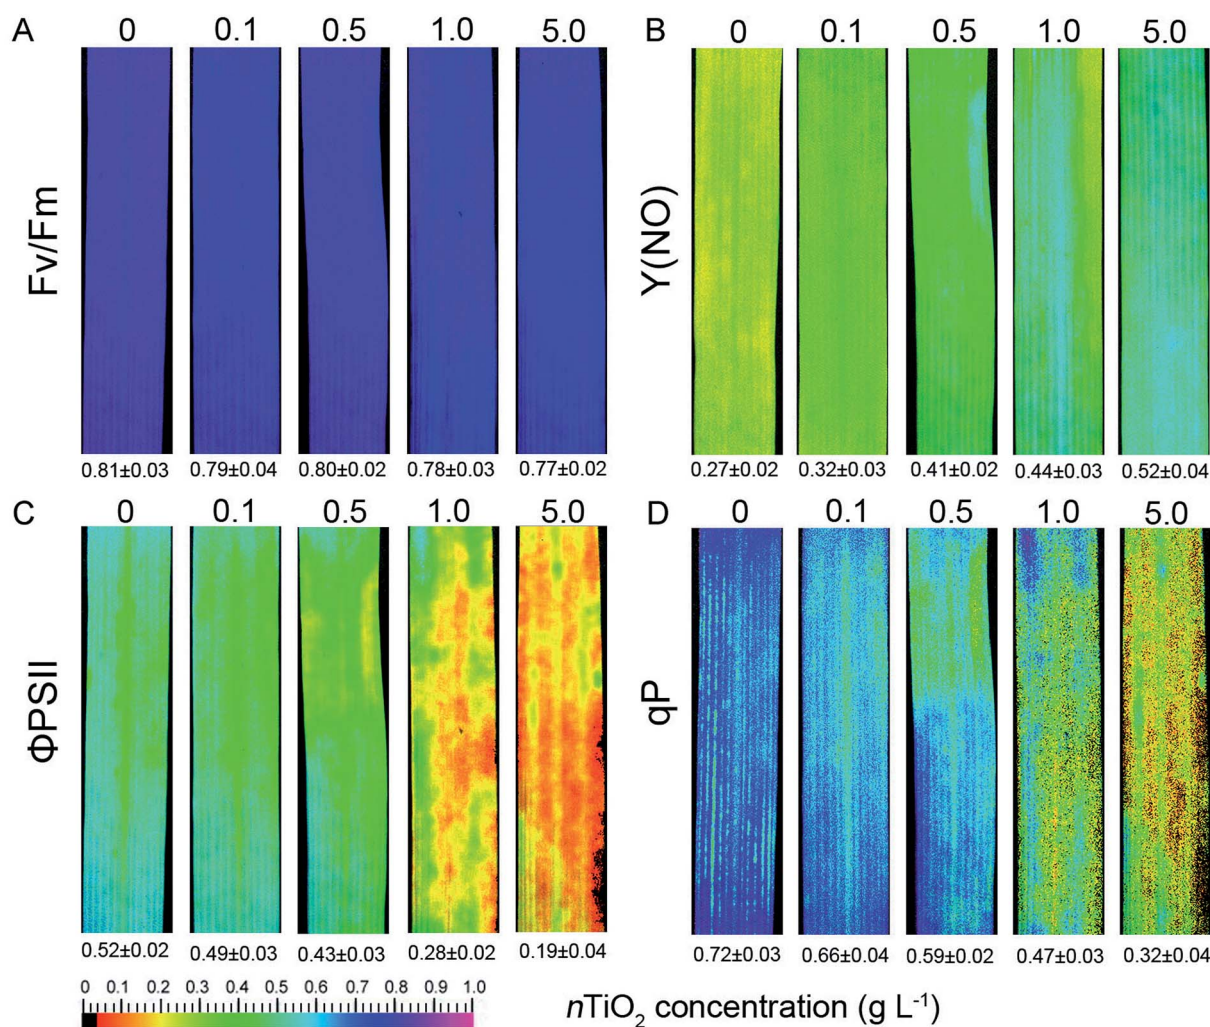 A
0 0.1 0.5 1.0 5.0
Fv/Fm
0.81±0.03 0.79±0.04 0.80±0.02 0.78±0.03 0.77±0.02
B
0 0.1 0.5 1.0 5.0
Y(NO)
0.27±0.02 0.32±0.03 0.41±0.02 0.44±0.03 0.52±0.04
C
0 0.1 0.5 1.0 5.0
ΦPSII
0.52±0.02 0.49±0.03 0.43±0.03 0.28±0.02 0.19±0.04
D
0 0.1 0.5 1.0 5.0
qP
0.72±0.03 0.66±0.04 0.59±0.02 0.47±0.03 0.32±0.04
0 0.1 0.2 0.3 0.4 0.5 0.6 0.7 0.8 0.9 1.0
nTiO₂ concentration (g L⁻¹)